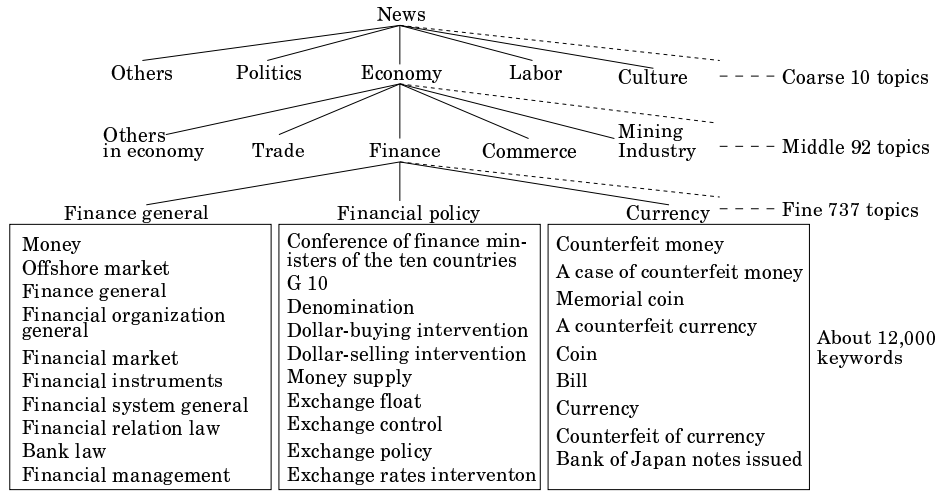 News
Others
Politics
Economy
Labor
Culture
Coarse 10 topics
Others
in economy
Trade
Finance
Commerce
Mining
Industry
Middle 92 topics
Finance general
Financial policy
Currency
Fine 737 topics
Money
Offshore market
Finance general
Financial organization
general
Financial market
Financial instruments
Financial system general
Financial relation law
Bank law
Financial management
Conference of finance min-
isters of the ten countries
G 10
Denomination
Dollar-buying intervention
Dollar-selling intervention
Money supply
Exchange float
Exchange control
Exchange policy
Exchange rates interventon
Counterfeit money
A case of counterfeit money
Memorial coin
A counterfeit currency
Coin
Bill
Currency
Counterfeit of currency
Bank of Japan notes issued
About 12,000
keywords